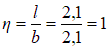 η = l/b = 2,1/2,1 = 1